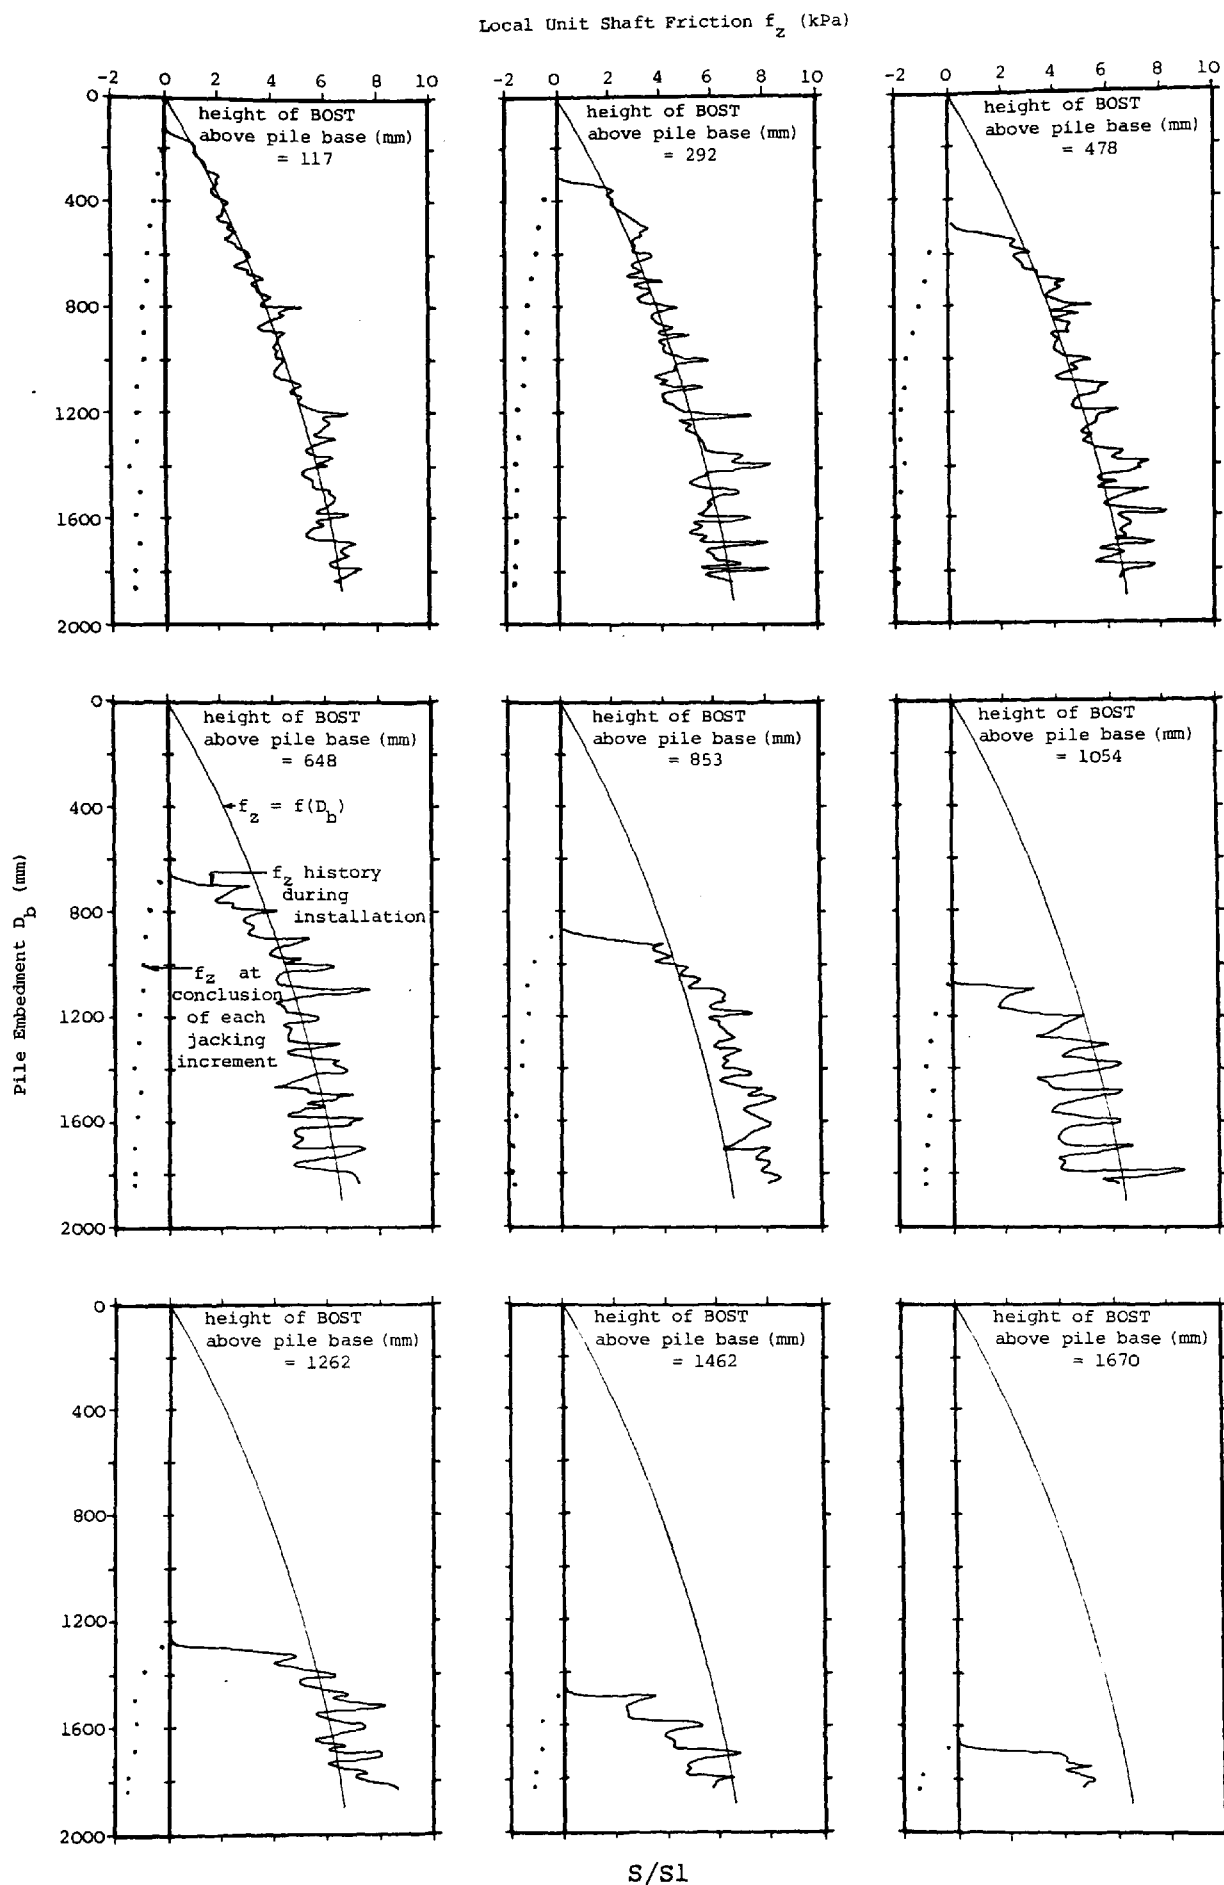 Local Unit Shaft Friction f_z (kPa)
-2 0 2 4 6 8 10
-2 0 2 4 6 8 10
-2 0 2 4 6 8 10
0
400
800
1200
1600
2000
height of BOST
above pile base (mm)
= 117
height of BOST
above pile base (mm)
= 292
height of BOST
above pile base (mm)
= 478
Pile Embedment D_b (mm)
0
400
800
1200
1600
2000
height of BOST
above pile base (mm)
= 648
f_z = f(D_b)
f_z history
during
installation
f_z at
conclusion
of each
jacking
increment
height of BOST
above pile base (mm)
= 853
height of BOST
above pile base (mm)
= 1054
0
400
800
1200
1600
2000
height of BOST
above pile base (mm)
= 1262
height of BOST
above pile base (mm)
= 1462
height of BOST
above pile base (mm)
= 1670
S/S1